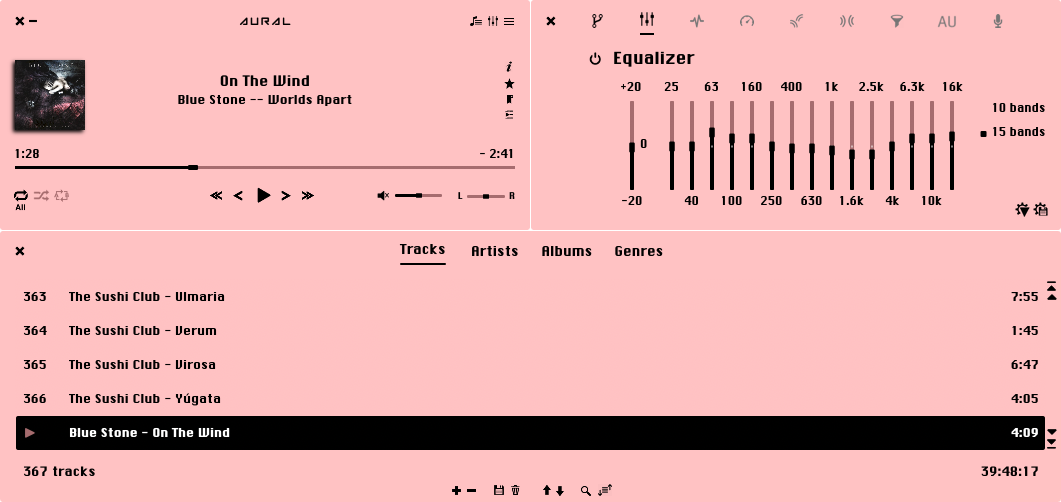 AURAL
On The Wind
Blue Stone -- Worlds Apart
1:28
- 2:41
All
L
R
AU
Equalizer
+20 25 63 160 400 1k 2.5k 6.3k 16k
0
-20 40 100 250 630 1.6k 4k 10k
10 bands
15 bands
Tracks Artists Albums Genres
363 The Sushi Club - Ulmaria 7:55
364 The Sushi Club - Verum 1:45
365 The Sushi Club - Virosa 6:47
366 The Sushi Club - Yúgata 4:05
Blue Stone - On The Wind 4:09
367 tracks 39:48:17